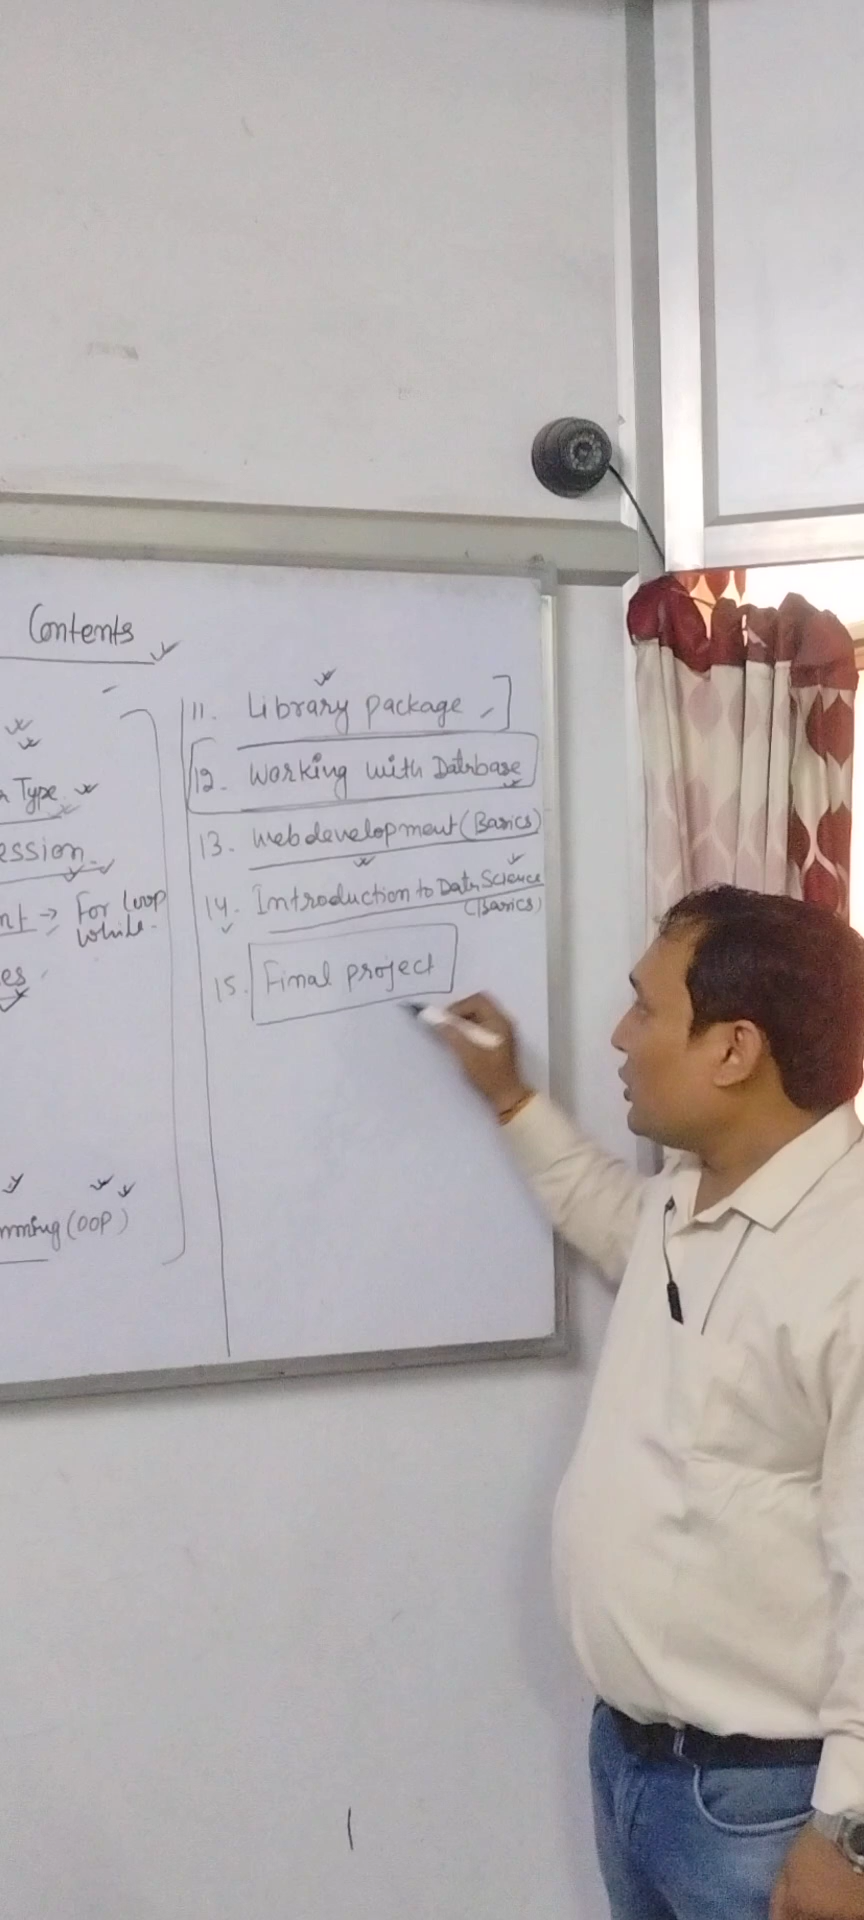 Contents
Type
ession
nt → For loop
while
es
mming (OOP)
11. Library package
12. Working with Database
13. Web development (Basics)
14. Introduction to Data Science
(Basics)
15. Final project